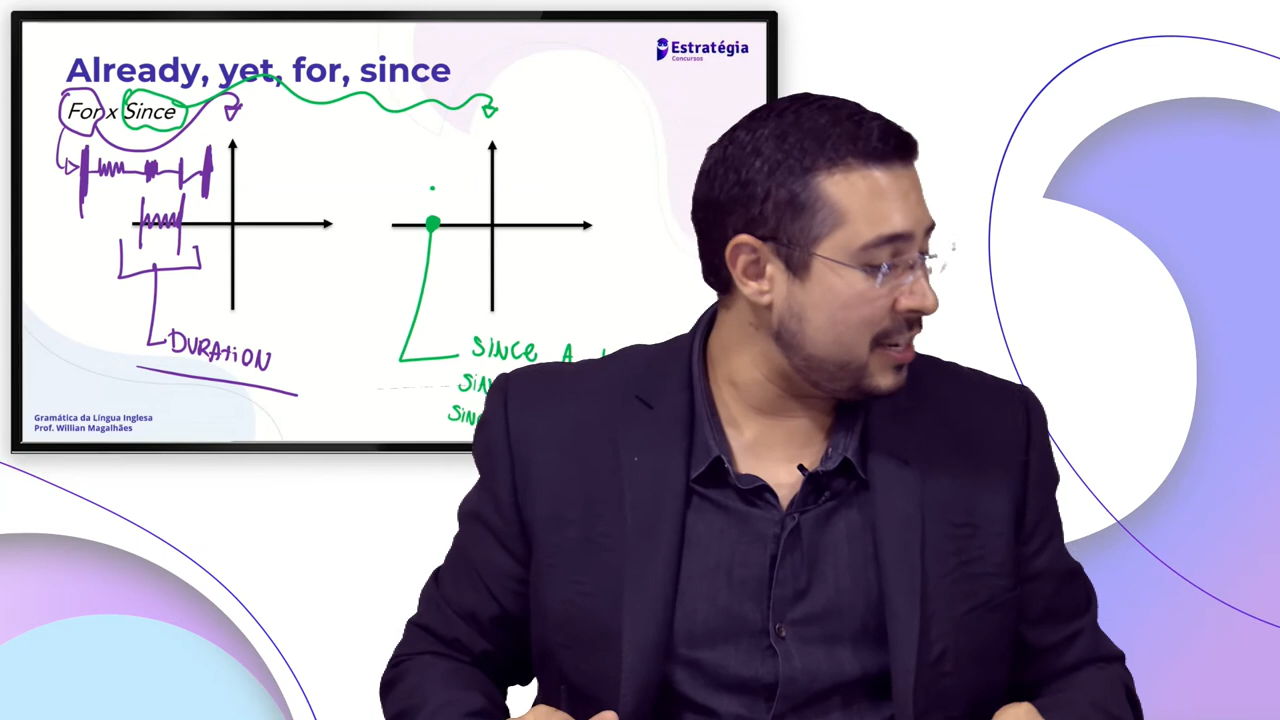 Already, yet, for, since
Estratégia
Concursos
For x Since
DURATION
SINCE A
Gramática da Língua Inglesa
Prof. Willian Magalhães